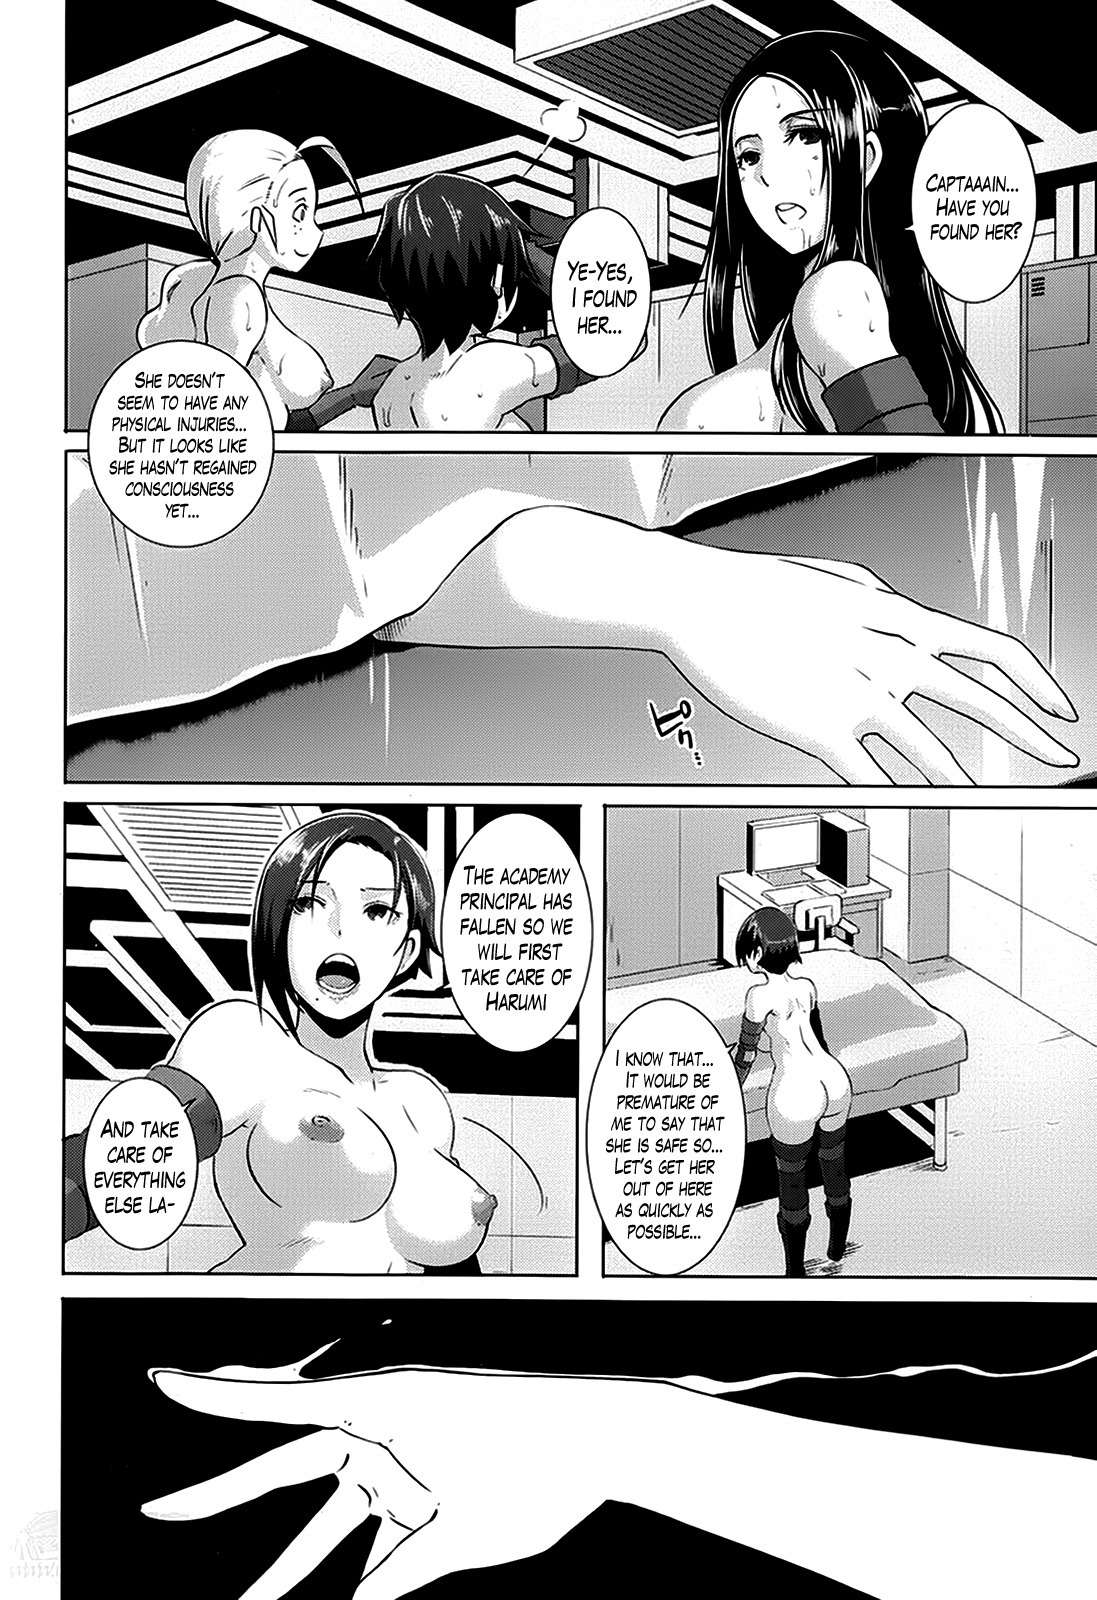 CAPTAAAIN...
HAVE YOU
FOUND HER?
YE-YES,
I FOUND
HER...
SHE DOESN'T
SEEM TO HAVE ANY
PHYSICAL INJURIES...
BUT IT LOOKS LIKE
SHE HASN'T REGAINED
CONSCIOUSNESS
YET...
ピク...
I KNOW THAT...
IT WOULD BE
PREMATURE OF
ME TO SAY THAT
SHE IS SAFE SO...
LET'S GET HER
OUT OF HERE
AS QUICKLY AS
POSSIBLE...
THE ACADEMY
PRINCIPAL HAS
FALLEN SO WE
WILL FIRST
TAKE CARE OF
HARUMI
AND TAKE
CARE OF
EVERYTHING
ELSE LA-